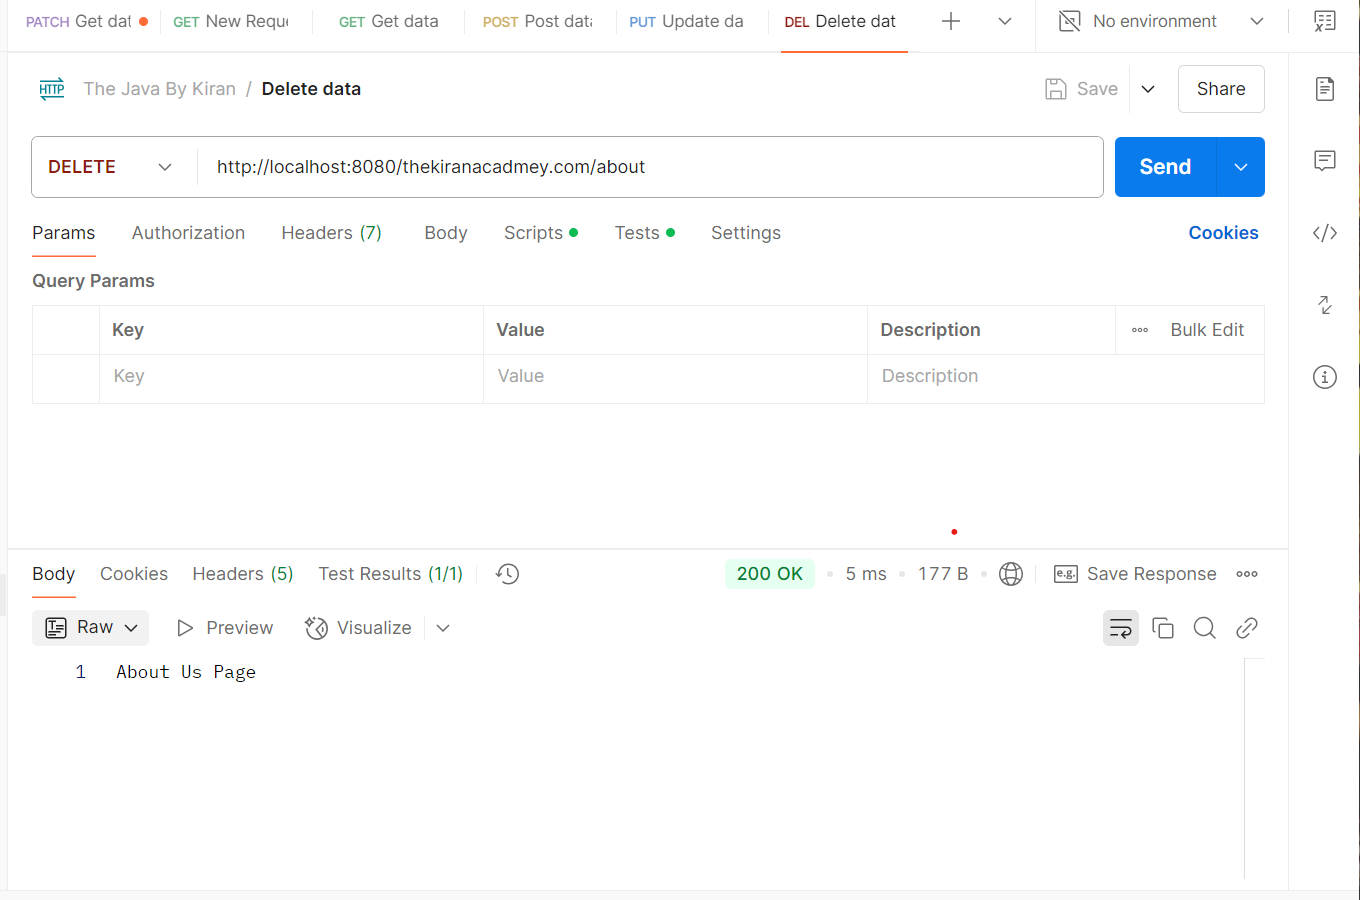 PATCH Get dat GET New Requ GET Get data POST Post dat PUT Update da DEL Delete dat No environment
HTTP The Java By Kiran / Delete data Save Share
DELETE http://localhost:8080/thekiranacadmey.com/about Send
Params Authorization Headers (7) Body Scripts Tests Settings Cookies
Query Params
Key Value Description Bulk Edit
Key Value Description
Body Cookies Headers (5) Test Results (1/1) 200 OK 5 ms 177 B e.g. Save Response
Raw Preview Visualize
1 About Us Page